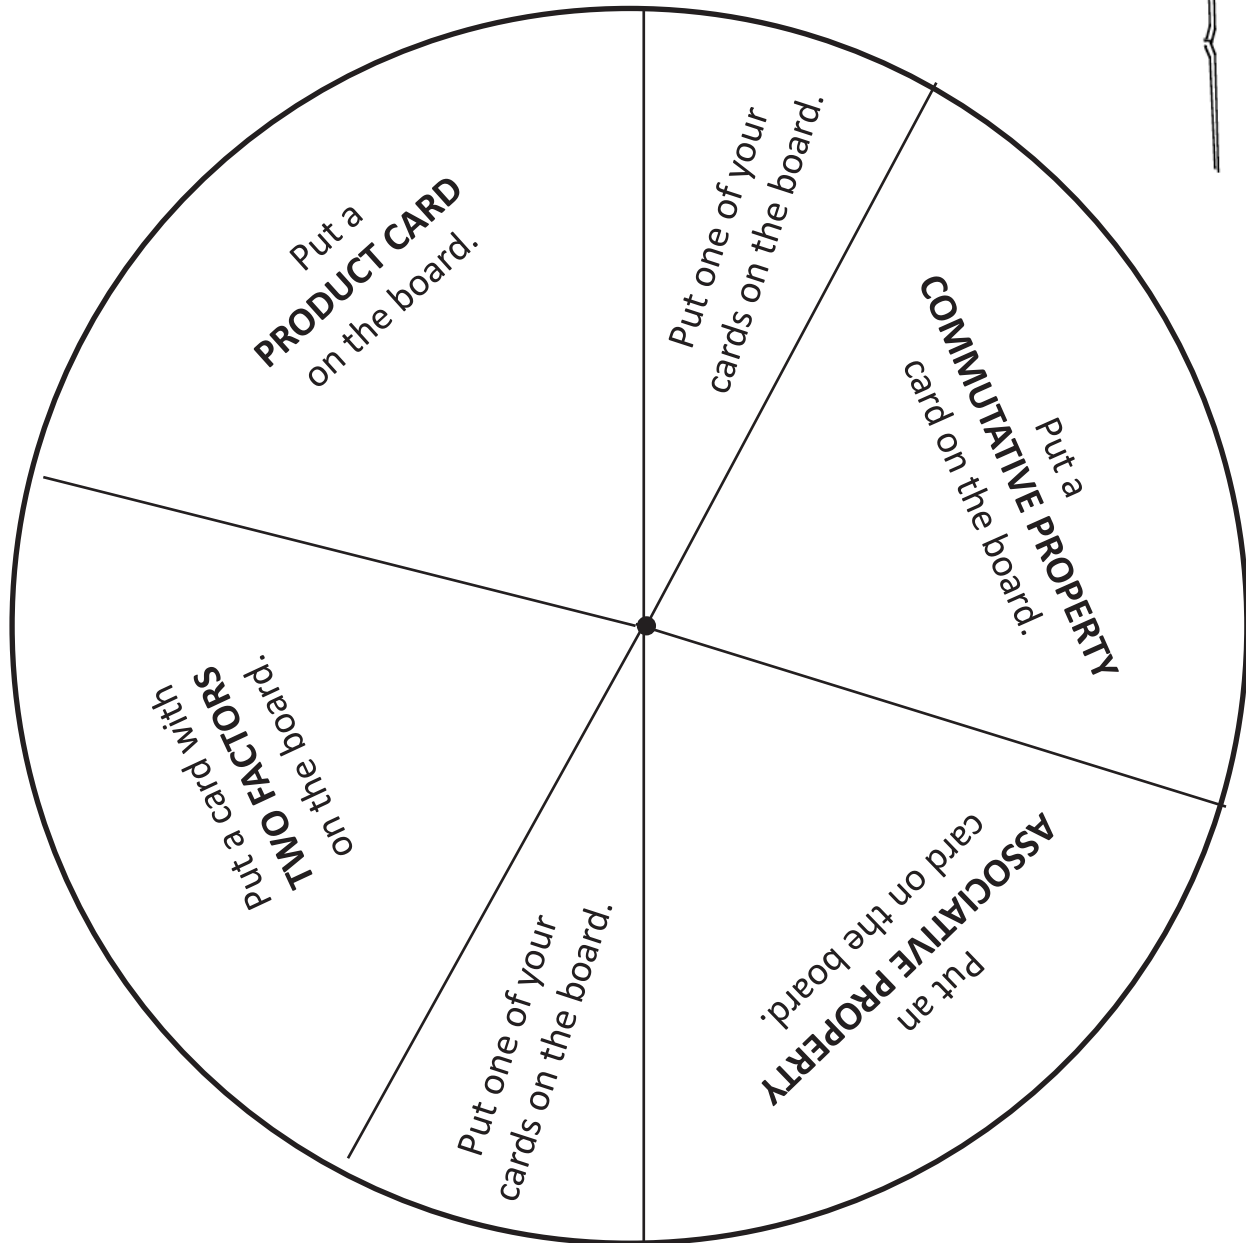 Put a
PRODUCT CARD
on the board.
Put one of your
cards on the board.
Put a
COMMUTATIVE PROPERTY
card on the board.
Put an
ASSOCIATIVE PROPERTY
card on the board.
Put one of your
cards on the board.
Put a card with
TWO FACTORS
on the board.